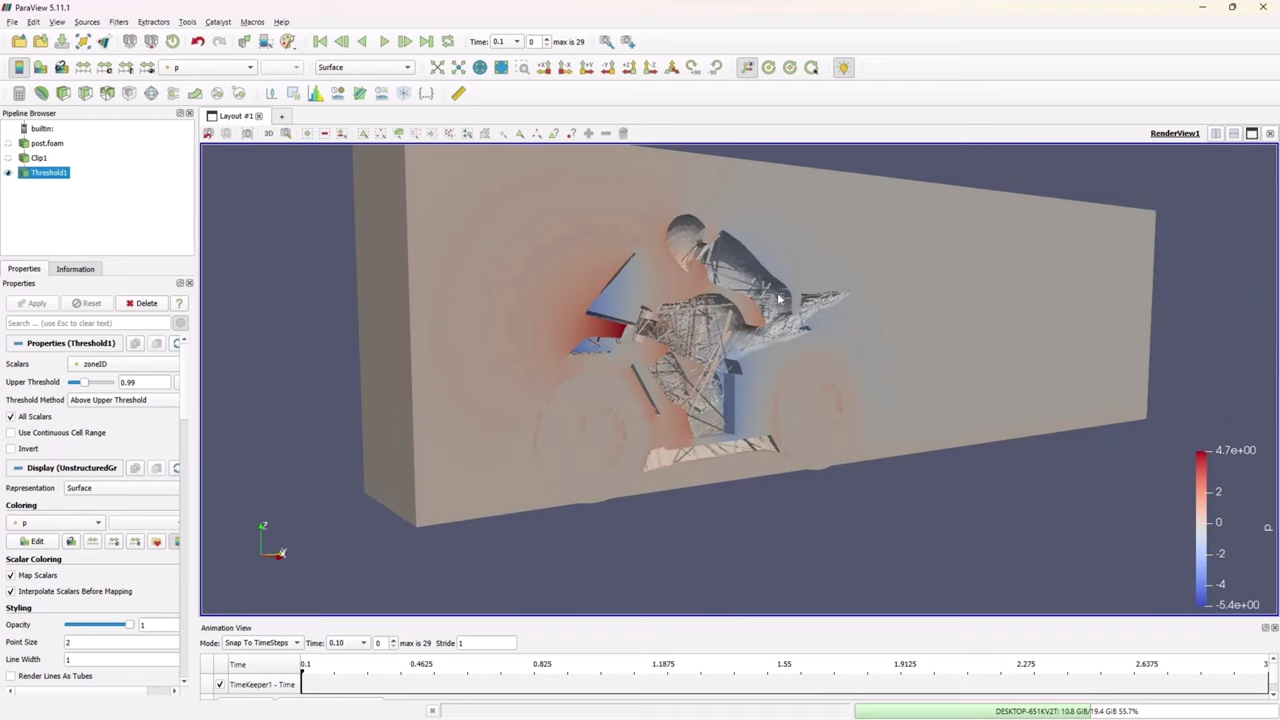 ParaView 5.11.1
File Edit View Sources Filters Extractors Tools Catalyst Macros Help
Time: 0.1 0 max is 29
p Surface
Pipeline Browser
Layout #1
builtin:
3D
RenderView1
post.foam
Clip1
Threshold1
Properties Information
Properties
Apply Reset Delete ?
Search ... (use Esc to clear text)
Properties (Threshold1)
Scalars zoneID
Upper Threshold 0.99
Threshold Method Above Upper Threshold
All Scalars
Use Continuous Cell Range
Invert
Display (UnstructuredGr
Representation Surface
Coloring
p
Edit
Scalar Coloring
Map Scalars
Interpolate Scalars Before Mapping
Styling
Opacity 1
Point Size 2
Line Width 1
Render Lines As Tubes
4.7e+00
2
0
-2
-4
-5.4e+00
p
Z
X
Animation View
Mode: Snap To TimeSteps Time: 0.10 0 max is 29 Stride 1
Time 0.1 0.4625 0.825 1.1875 1.55 1.9125 2.275 2.6375 3
TimeKeeper1 - Time
DESKTOP-651KV2T: 10.8 GiB/19.4 GiB 55.7%